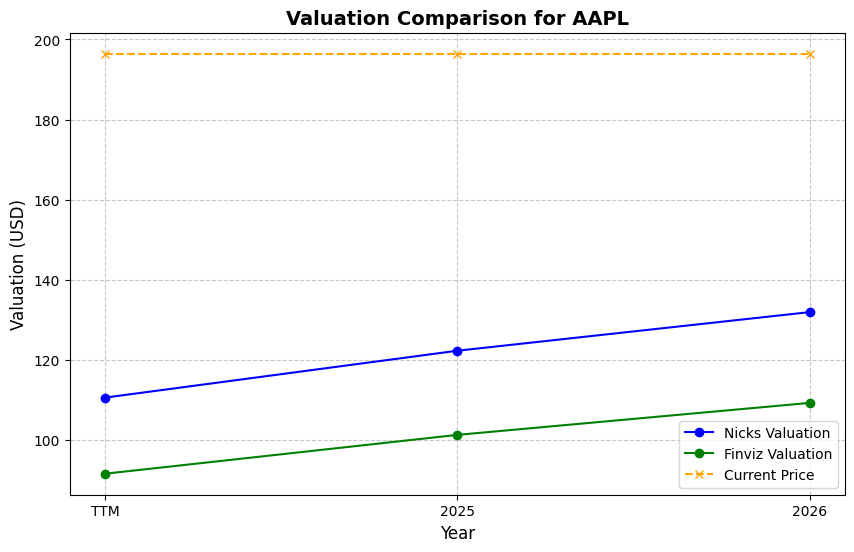 Valuation Comparison for AAPL
Valuation (USD)
200
180
160
140
120
100
TTM
2025
2026
Year
Nicks Valuation
Finviz Valuation
Current Price